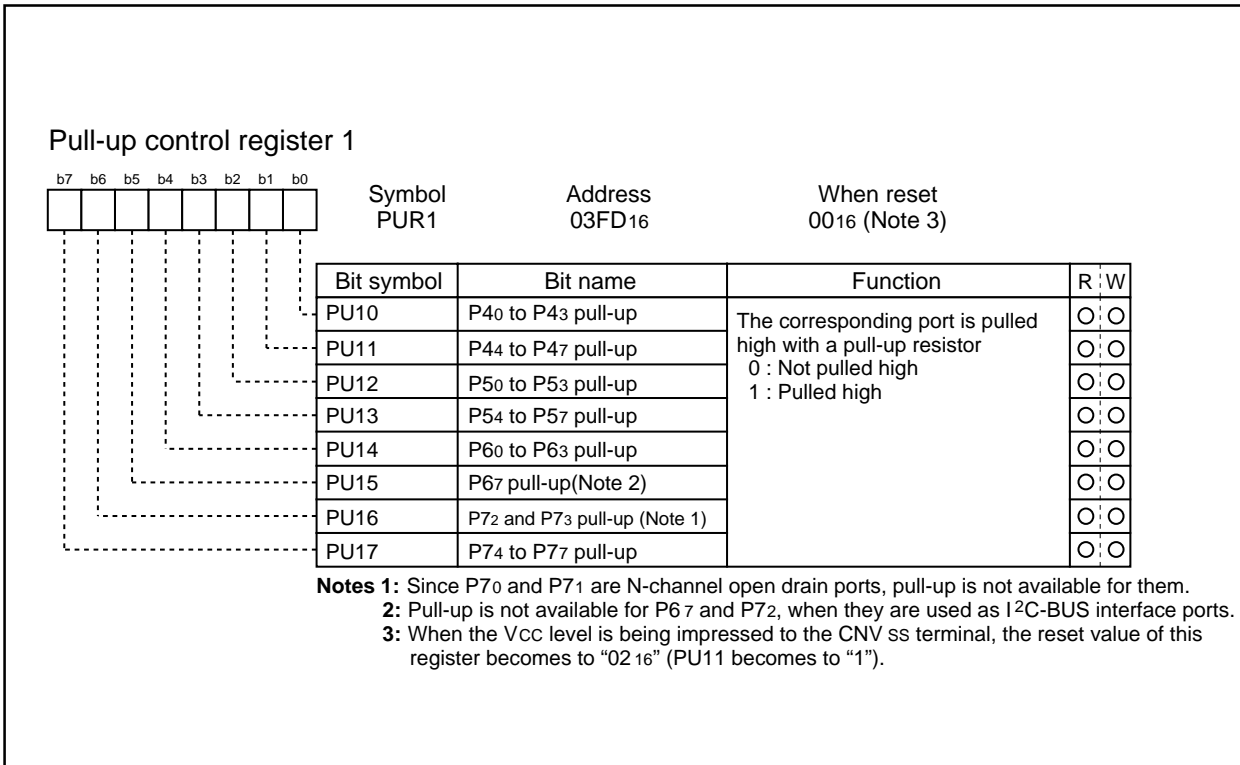 Pull-up control register 1
b7 b6 b5 b4 b3 b2 b1 b0
Symbol Address When reset
PUR1 03FD16 0016 (Note 3)
Bit symbol Bit name Function R W
PU10 P40 to P43 pull-up
The corresponding port is pulled
high with a pull-up resistor
0 : Not pulled high
1 : Pulled high
PU11 P44 to P47 pull-up
PU12 P50 to P53 pull-up
PU13 P54 to P57 pull-up
PU14 P60 to P63 pull-up
PU15 P67 pull-up(Note 2)
PU16 P72 and P73 pull-up (Note 1)
PU17 P74 to P77 pull-up
Notes 1: Since P70 and P71 are N-channel open drain ports, pull-up is not available for them.
2: Pull-up is not available for P67 and P72, when they are used as I2C-BUS interface ports.
3: When the VCC level is being impressed to the CNVSS terminal, the reset value of this
register becomes to “0216” (PU11 becomes to “1”).